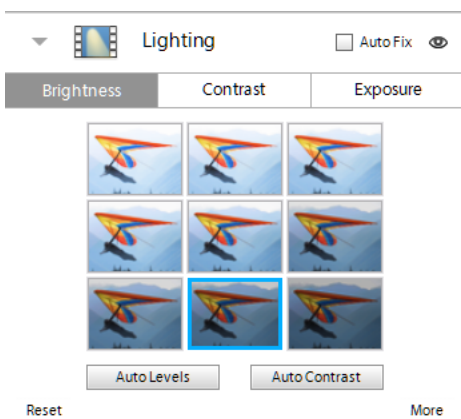 Lighting Auto Fix
Brightness Contrast Exposure
Auto Levels Auto Contrast
Reset More